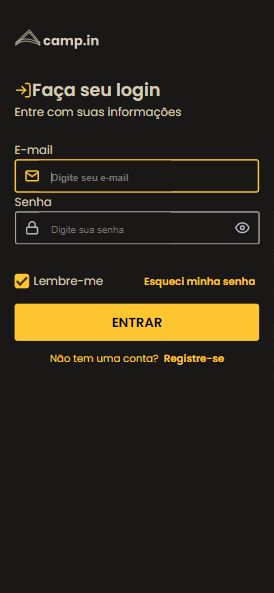 camp.in
Faça seu login
Entre com suas informações
E-mail
Digite seu e-mail
Senha
Digite sua senha
Lembre-me Esqueci minha senha
ENTRAR
Não tem uma conta? Registre-se